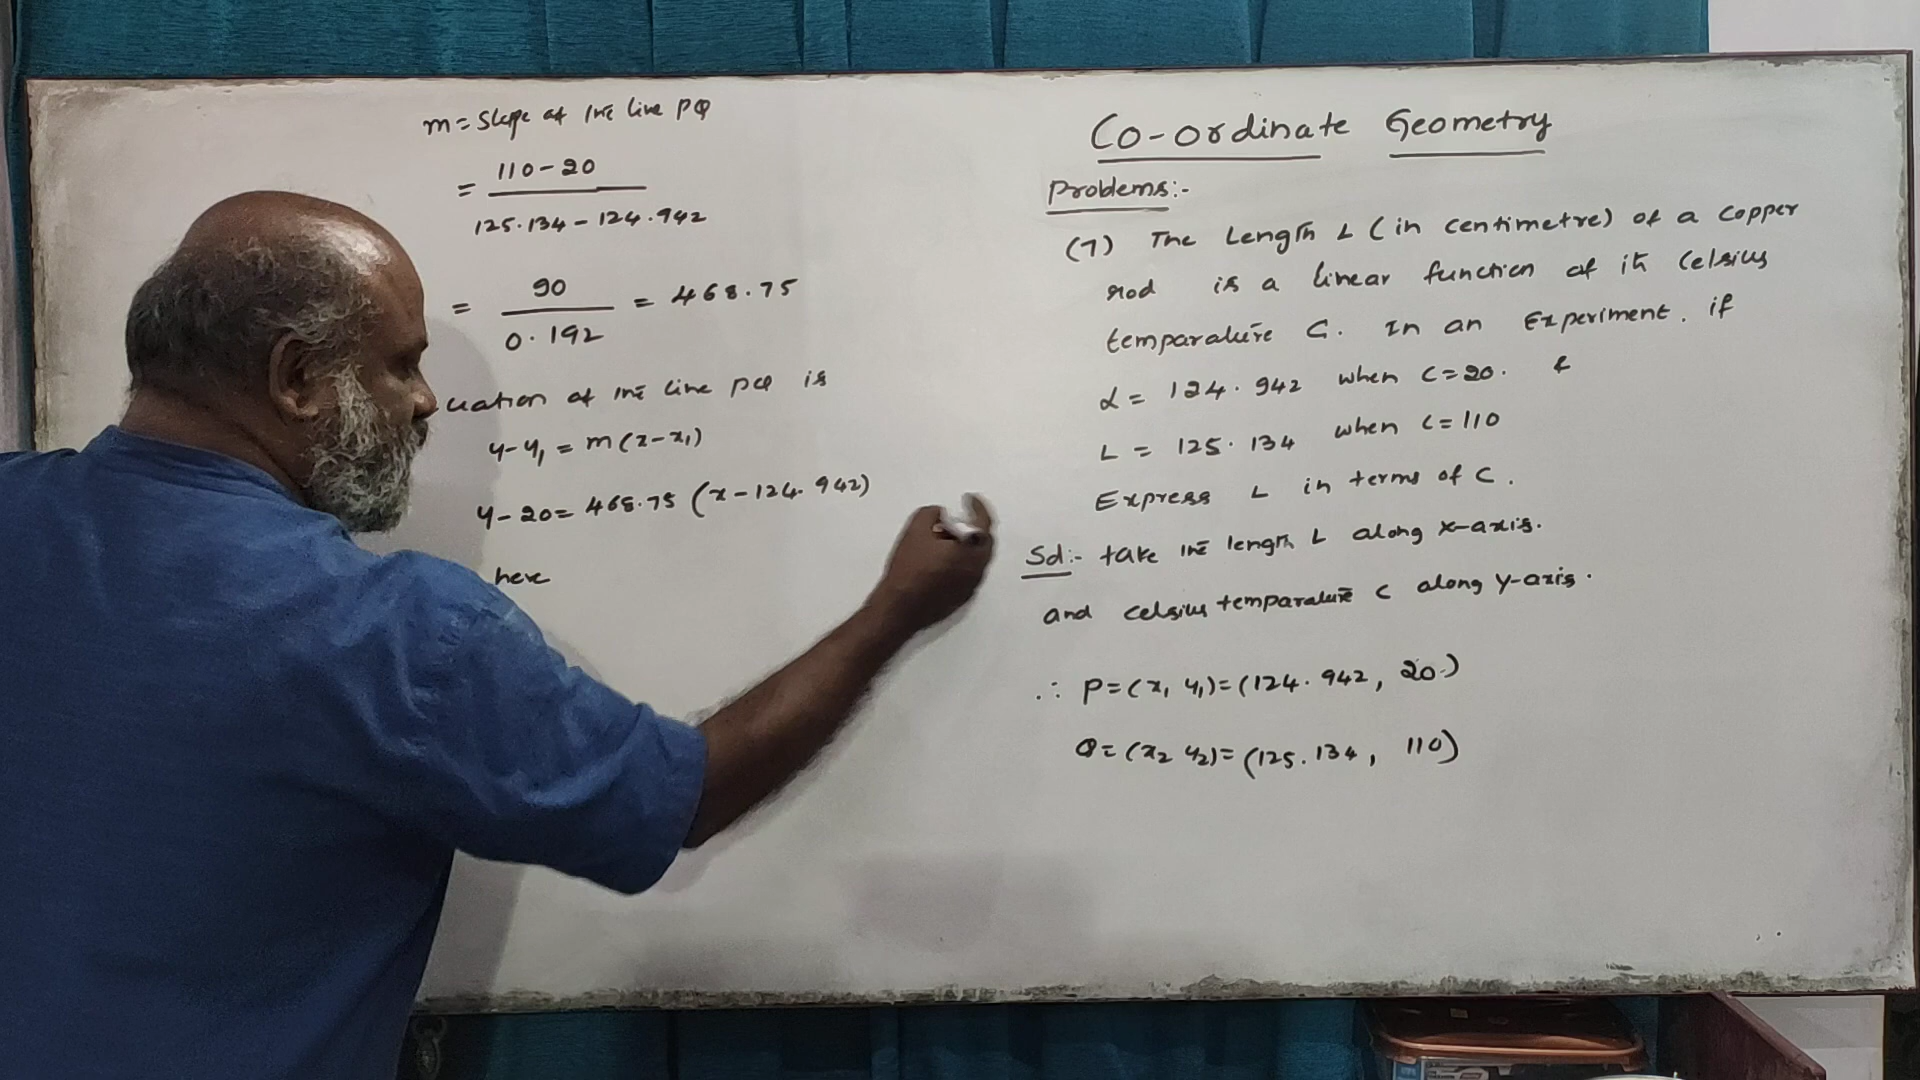 Co-ordinate Geometry
Problems:-
(7) The Length L (in centimetre) of a copper
rod is a linear function of its Celsius
temparature C. In an Experiment, if
L = 124.942 when C=20. &
L = 125.134 when C=110
Express L in terms of C.
Sol:- take the length L along x-axis.
and celsius temparature C along y-axis.
∴ P=(x₁ y₁)=(124.942, 20)
Q=(x₂ y₂)=(125.134, 110)
m=Slope of the line PQ
= 110-20
125.134-124.942
= 90 = 468.75
0.192
uation of the line PQ is
y-y₁ = m(x-x₁)
y-20= 468.75 (x-124.942)
here